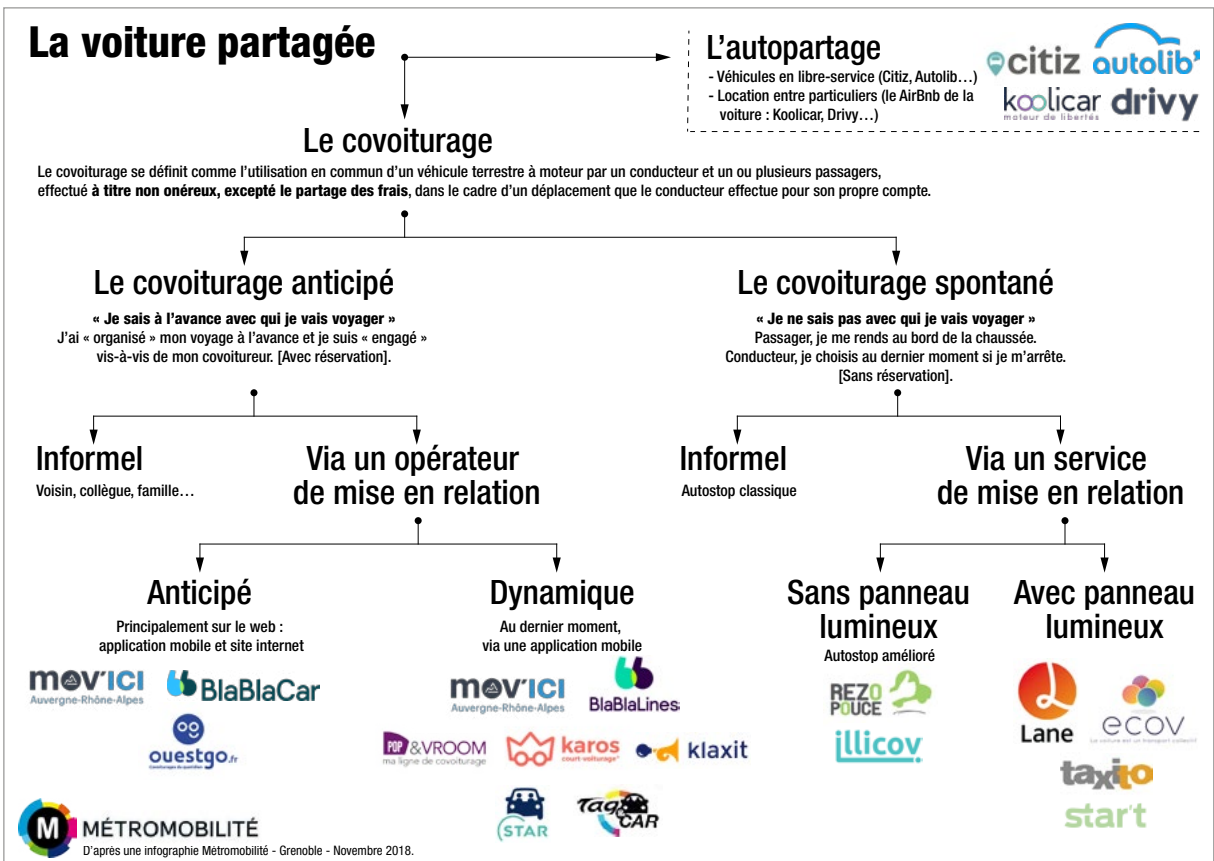 La voiture partagée
L'autopartage
- Véhicules en libre-service (Citiz, Autolib…)
- Location entre particuliers (le AirBnb de la
voiture : Koolicar, Drivy…)
citiz autolib'
koolicar drivy
moteur de libertés
Le covoiturage
Le covoiturage se définit comme l'utilisation en commun d'un véhicule terrestre à moteur par un conducteur et un ou plusieurs passagers,
effectué à titre non onéreux, excepté le partage des frais, dans le cadre d'un déplacement que le conducteur effectue pour son propre compte.
Le covoiturage anticipé
« Je sais à l'avance avec qui je vais voyager »
J'ai « organisé » mon voyage à l'avance et je suis « engagé »
vis-à-vis de mon covoitureur. [Avec réservation].
Le covoiturage spontané
« Je ne sais pas avec qui je vais voyager »
Passager, je me rends au bord de la chaussée.
Conducteur, je choisis au dernier moment si je m'arrête.
[Sans réservation].
Informel
Voisin, collègue, famille…
Via un opérateur
de mise en relation
Informel
Autostop classique
Via un service
de mise en relation
Anticipé
Principalement sur le web :
application mobile et site internet
mov'ICI
Auvergne-Rhône-Alpes
BlaBlaCar
ouestgo.fr
Covoiturages du quotidien
Dynamique
Au dernier moment,
via une application mobile
mov'ICI
Auvergne-Rhône-Alpes
BlaBlaLines
POP &VROOM
ma ligne de covoiturage
karos
court-voiturage
klaxit
STAR
Tag CAR
Sans panneau
lumineux
Autostop amélioré
REZO
POUCE
illicov
Avec panneau
lumineux
Lane
ecov
La voiture est un transport collectif
taxito
start
M MÉTROMOBILITÉ
D'après une infographie Métromobilité - Grenoble - Novembre 2018.